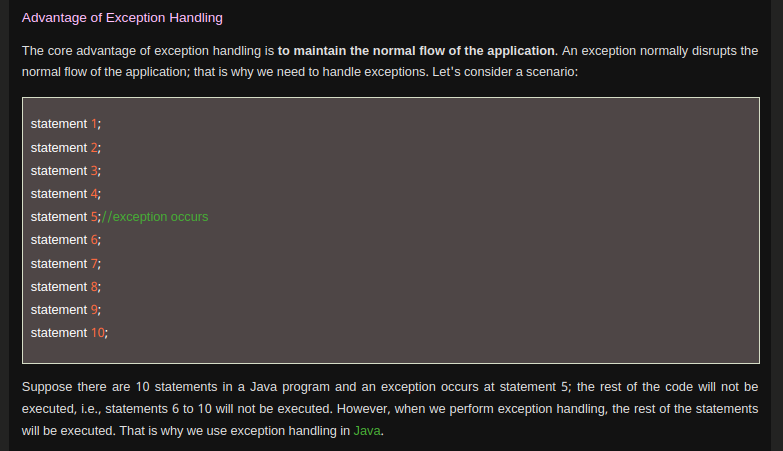 Advantage of Exception Handling
The core advantage of exception handling is to maintain the normal flow of the application. An exception normally disrupts the
normal flow of the application; that is why we need to handle exceptions. Let's consider a scenario:
statement 1;
statement 2;
statement 3;
statement 4;
statement 5;//exception occurs
statement 6;
statement 7;
statement 8;
statement 9;
statement 10;
Suppose there are 10 statements in a Java program and an exception occurs at statement 5; the rest of the code will not be
executed, i.e., statements 6 to 10 will not be executed. However, when we perform exception handling, the rest of the statements
will be executed. That is why we use exception handling in Java.